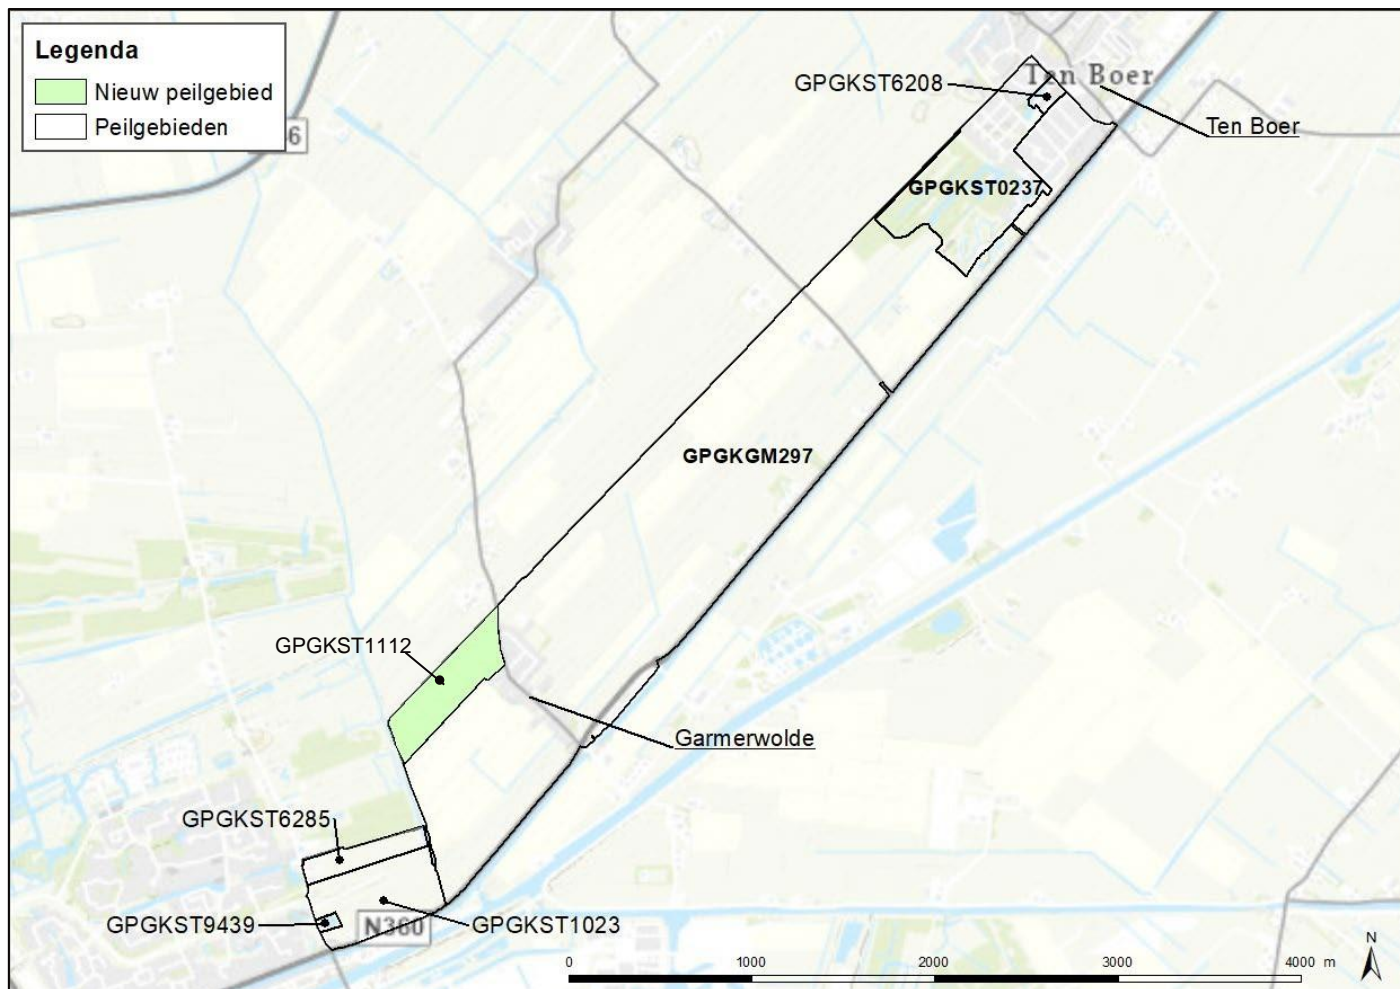 Legenda
Nieuw peilgebied
Peilgebieden
6
GPGKST6208
Ten Boer
Ten Boer
GPGKST0237
GPGKGM297
GPGKST1112
Garmerwolde
GPGKST6285
GPGKST9439
N360
GPGKST1023
N
0 1000 2000 3000 4000 m